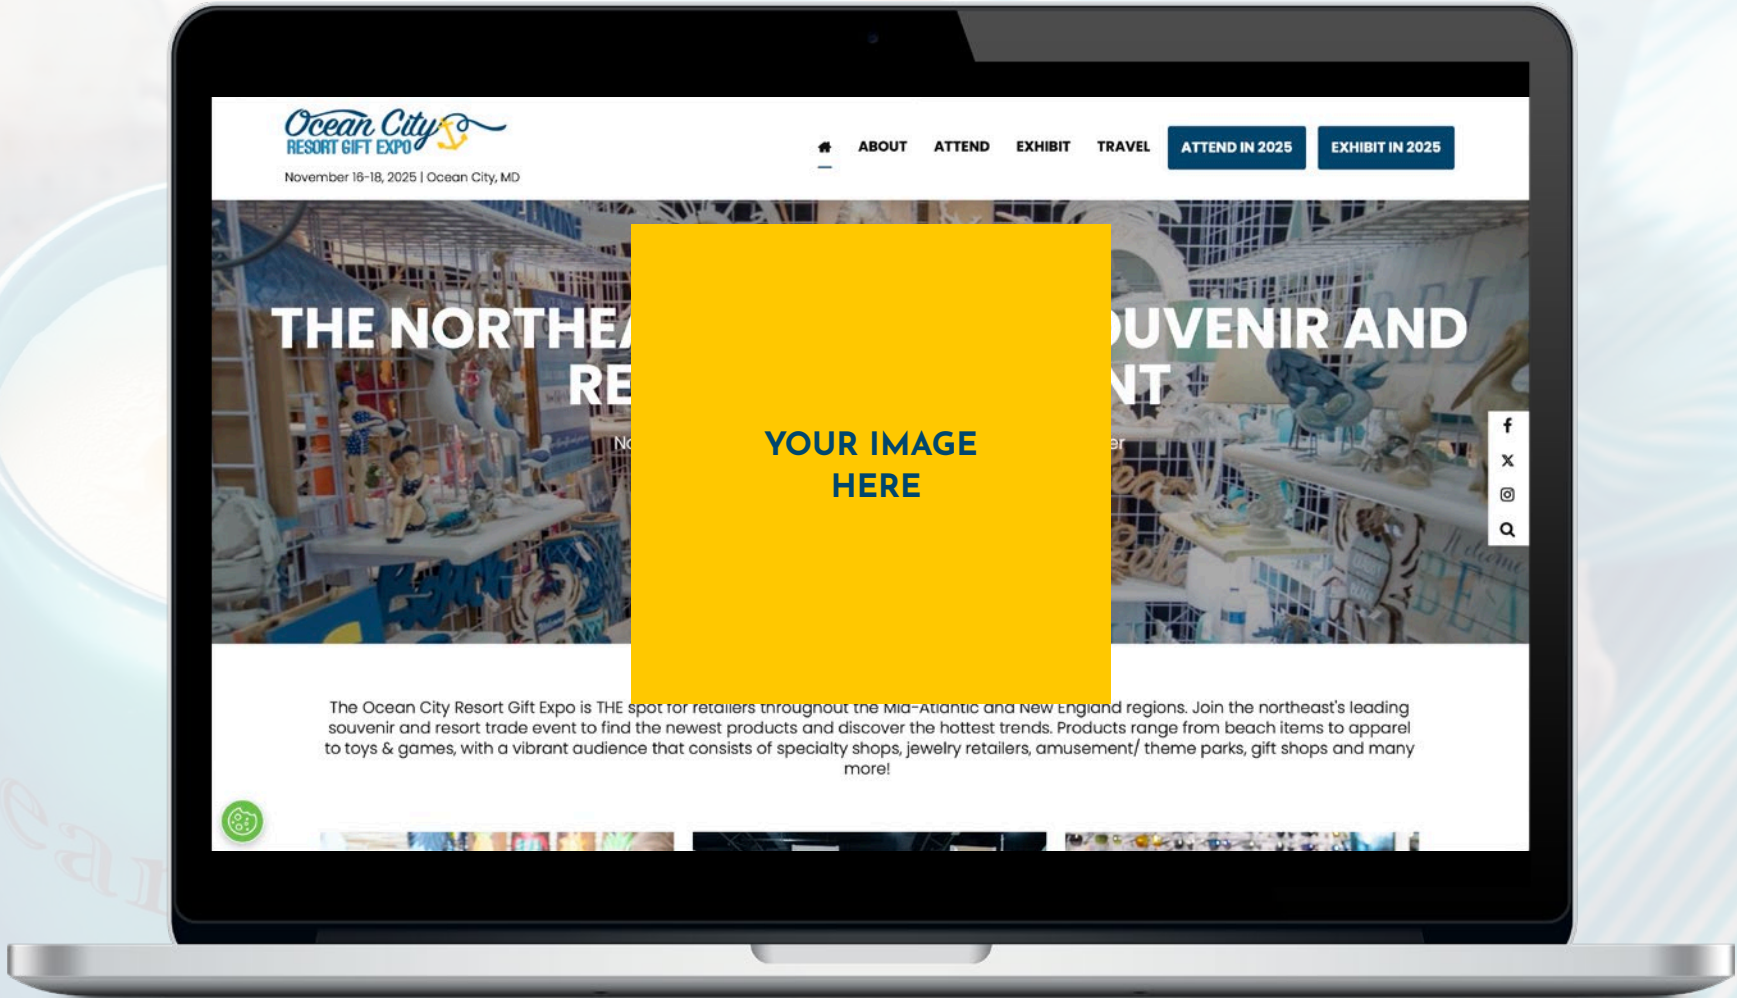 Ocean City
RESORT GIFT EXPO
November 16-18, 2025 | Ocean City, MD
ABOUT ATTEND EXHIBIT TRAVEL ATTEND IN 2025 EXHIBIT IN 2025
THE NORTHEA OUVENIR AND
RE NT
YOUR IMAGE
HERE
The Ocean City Resort Gift Expo is THE spot for retailers throughout the Mid-Atlantic and New England regions. Join the northeast's leading
souvenir and resort trade event to find the newest products and discover the hottest trends. Products range from beach items to apparel
to toys & games, with a vibrant audience that consists of specialty shops, jewelry retailers, amusement/ theme parks, gift shops and many
more!